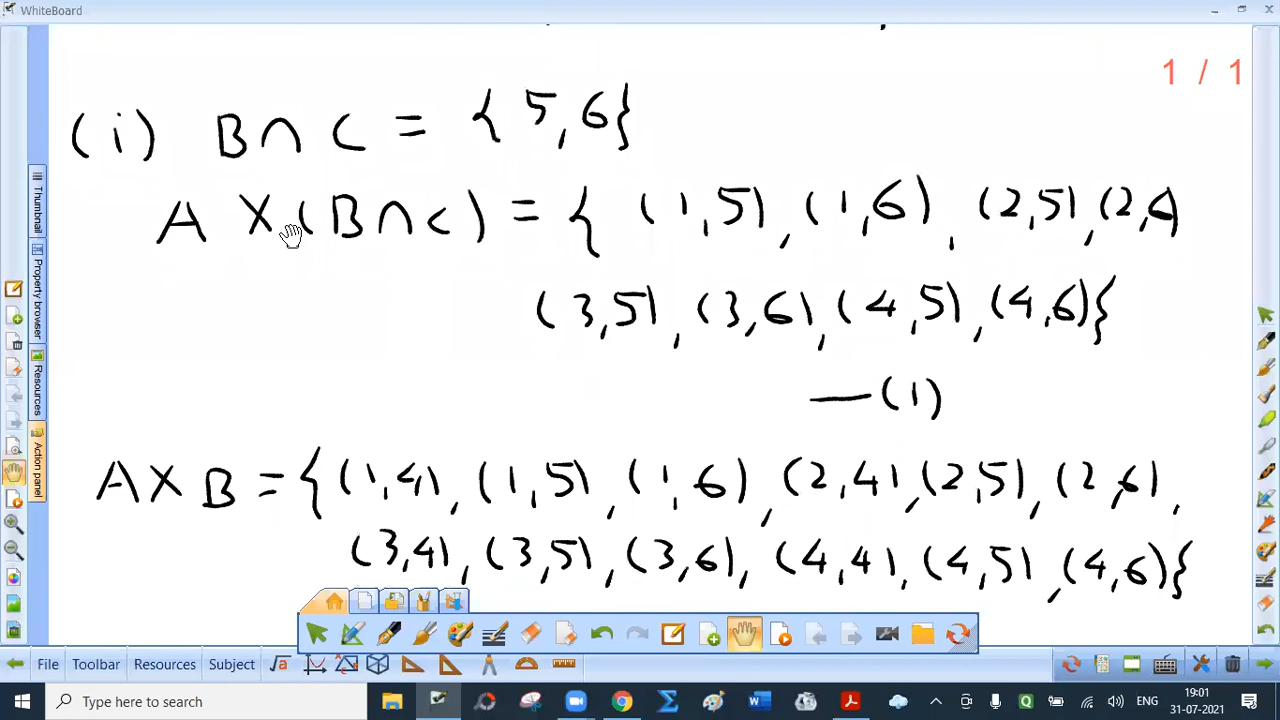 WhiteBoard
1 / 1
(i) B∩C = {5,6}
A X (B∩C) = { (1,5), (1,6), (2,5), (2,6)
(3,5), (3,6), (4,5), (4,6)}
—(1)
A X B = {(1,4), (1,5), (1,6), (2,4), (2,5), (2,6),
(3,4), (3,5), (3,6), (4,4), (4,5), (4,6)}
Thumbnail
Property browser
Resources
Action panel
File Toolbar Resources Subject
Type here to search
ENG
19:01
31-07-2021